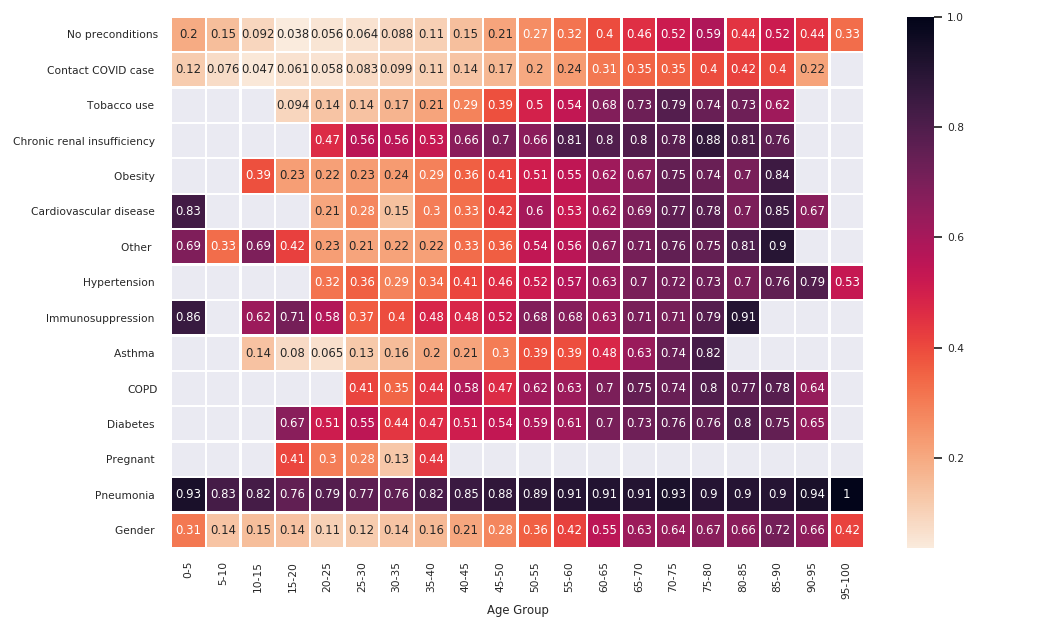 No preconditions 0.2 0.15 0.092 0.038 0.056 0.064 0.088 0.11 0.15 0.21 0.27 0.32 0.4 0.46 0.52 0.59 0.44 0.52 0.44 0.33
Contact COVID case 0.12 0.076 0.047 0.061 0.058 0.083 0.099 0.11 0.14 0.17 0.2 0.24 0.31 0.35 0.35 0.4 0.42 0.4 0.22
Tobacco use 0.094 0.14 0.14 0.17 0.21 0.29 0.39 0.5 0.54 0.68 0.73 0.79 0.74 0.73 0.62
Chronic renal insufficiency 0.47 0.56 0.56 0.53 0.66 0.7 0.66 0.81 0.8 0.8 0.78 0.88 0.81 0.76
Obesity 0.39 0.23 0.22 0.23 0.24 0.29 0.36 0.41 0.51 0.55 0.62 0.67 0.75 0.74 0.7 0.84
Cardiovascular disease 0.83 0.21 0.28 0.15 0.3 0.33 0.42 0.6 0.53 0.62 0.69 0.77 0.78 0.7 0.85 0.67
Other 0.69 0.33 0.69 0.42 0.23 0.21 0.22 0.22 0.33 0.36 0.54 0.56 0.67 0.71 0.76 0.75 0.81 0.9
Hypertension 0.32 0.36 0.29 0.34 0.41 0.46 0.52 0.57 0.63 0.7 0.72 0.73 0.7 0.76 0.79 0.53
Immunosuppression 0.86 0.62 0.71 0.58 0.37 0.4 0.48 0.48 0.52 0.68 0.68 0.63 0.71 0.71 0.79 0.91
Asthma 0.14 0.08 0.065 0.13 0.16 0.2 0.21 0.3 0.39 0.39 0.48 0.63 0.74 0.82
COPD 0.41 0.35 0.44 0.58 0.47 0.62 0.63 0.7 0.75 0.74 0.8 0.77 0.78 0.64
Diabetes 0.67 0.51 0.55 0.44 0.47 0.51 0.54 0.59 0.61 0.7 0.73 0.76 0.76 0.8 0.75 0.65
Pregnant 0.41 0.3 0.28 0.13 0.44
Pneumonia 0.93 0.83 0.82 0.76 0.79 0.77 0.76 0.82 0.85 0.88 0.89 0.91 0.91 0.91 0.93 0.9 0.9 0.9 0.94 1
Gender 0.31 0.14 0.15 0.14 0.11 0.12 0.14 0.16 0.21 0.28 0.36 0.42 0.55 0.63 0.64 0.67 0.66 0.72 0.66 0.42
0-5 5-10 10-15 15-20 20-25 25-30 30-35 35-40 40-45 45-50 50-55 55-60 60-65 65-70 70-75 75-80 80-85 85-90 90-95 95-100
Age Group
1.0
0.8
0.6
0.4
0.2